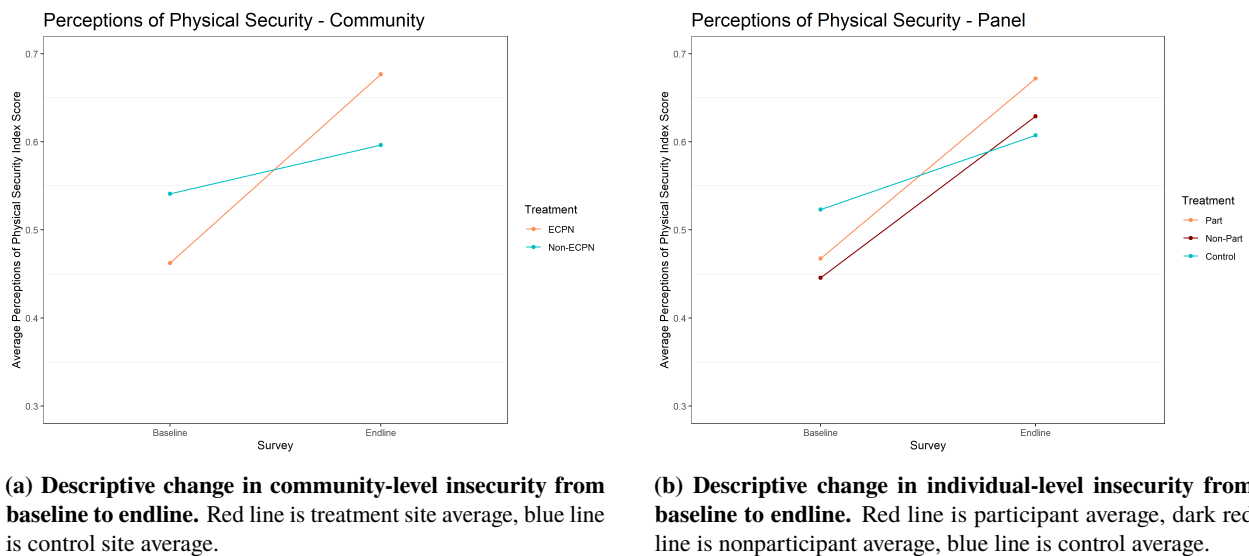 Perceptions of Physical Security - Community
Average Perceptions of Physical Security Index Score
0.7
0.6
0.5
0.4
0.3
Baseline
Endline
Survey
Treatment
ECPN
Non-ECPN
(a) Descriptive change in community-level insecurity from
baseline to endline. Red line is treatment site average, blue line
is control site average.
Perceptions of Physical Security - Panel
Average Perceptions of Physical Security Index Score
0.7
0.6
0.5
0.4
0.3
Baseline
Endline
Survey
Treatment
Part
Non-Part
Control
(b) Descriptive change in individual-level insecurity from
baseline to endline. Red line is participant average, dark red
line is nonparticipant average, blue line is control average.